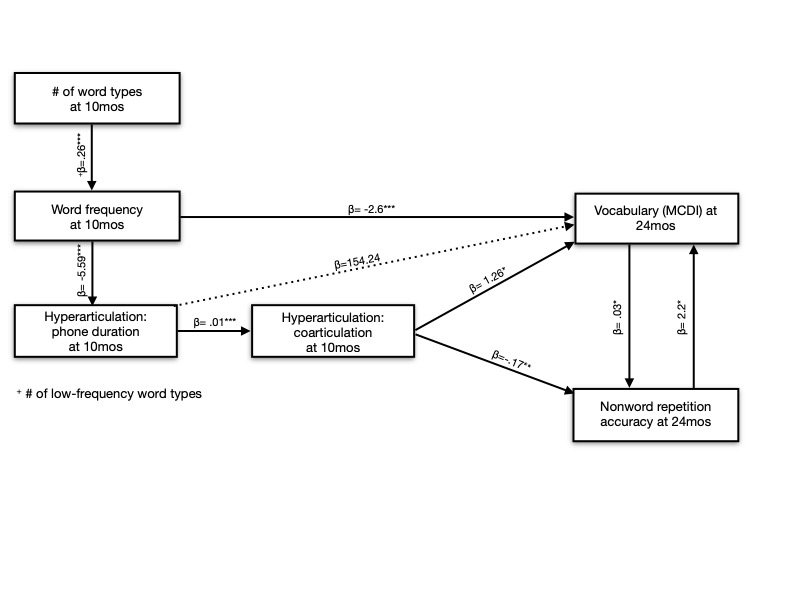 # of word types
at 10mos
⁺β=.26***
Word frequency
at 10mos
β= -2.6***
Vocabulary (MCDI) at
24mos
β= -5.59***
β=154.24
β= 1.26*
Hyperarticulation:
phone duration
at 10mos
β= .01***
Hyperarticulation:
coarticulation
at 10mos
β= .03*
β= 2.2*
β=-.17**
⁺ # of low-frequency word types
Nonword repetition
accuracy at 24mos